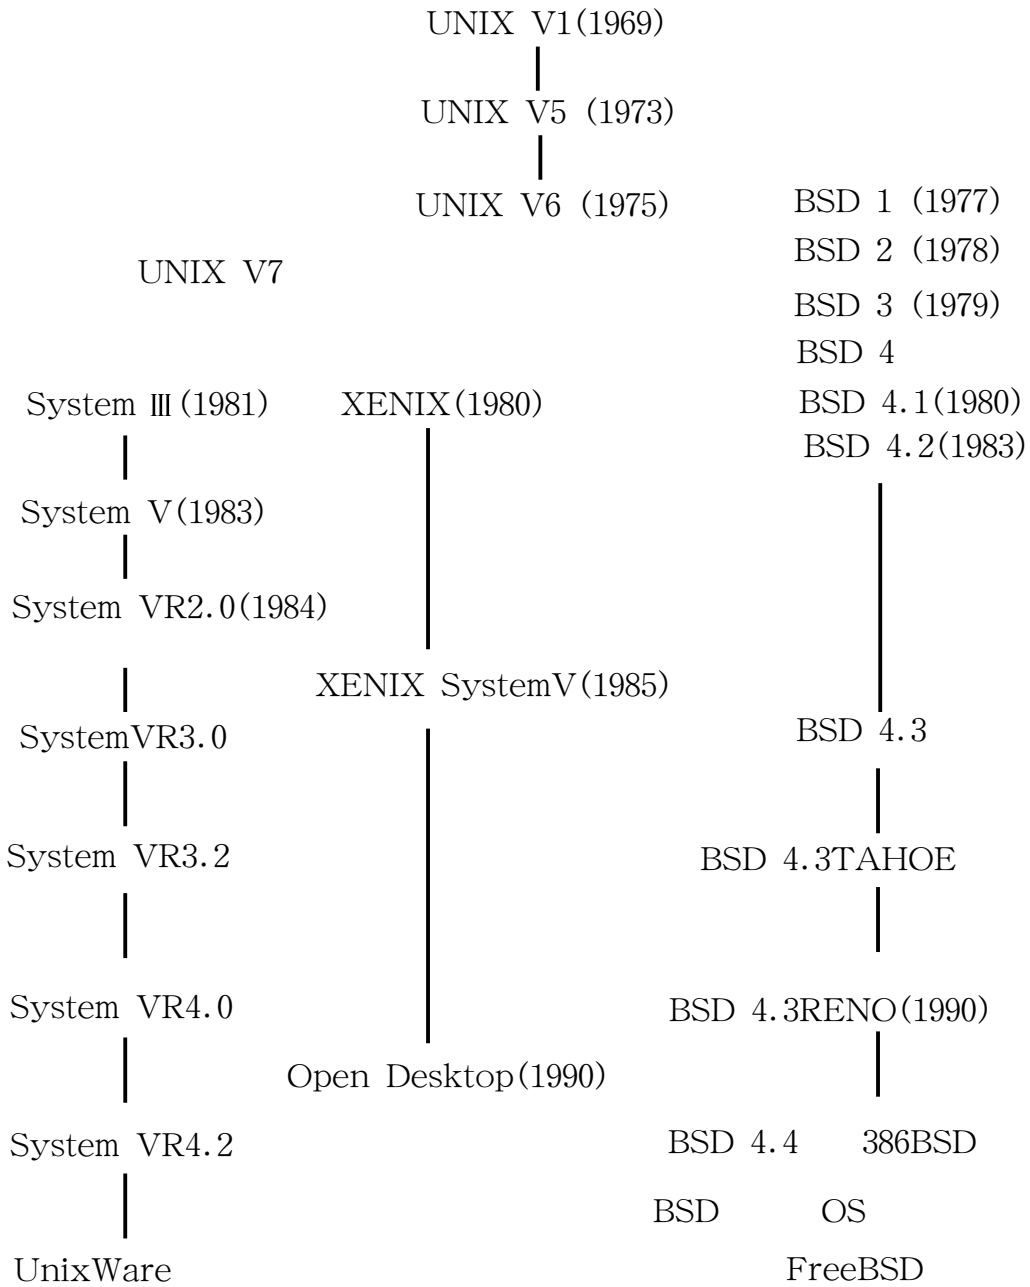 UNIX V1(1969)
UNIX V5 (1973)
UNIX V6 (1975)
BSD 1 (1977)
BSD 2 (1978)
UNIX V7
BSD 3 (1979)
BSD 4
System Ⅲ(1981)
XENIX(1980)
BSD 4.1(1980)
BSD 4.2(1983)
System V(1983)
System VR2.0(1984)
XENIX SystemV(1985)
SystemVR3.0
BSD 4.3
System VR3.2
BSD 4.3TAHOE
System VR4.0
BSD 4.3RENO(1990)
Open Desktop(1990)
System VR4.2
BSD 4.4
386BSD
BSD
OS
UnixWare
FreeBSD